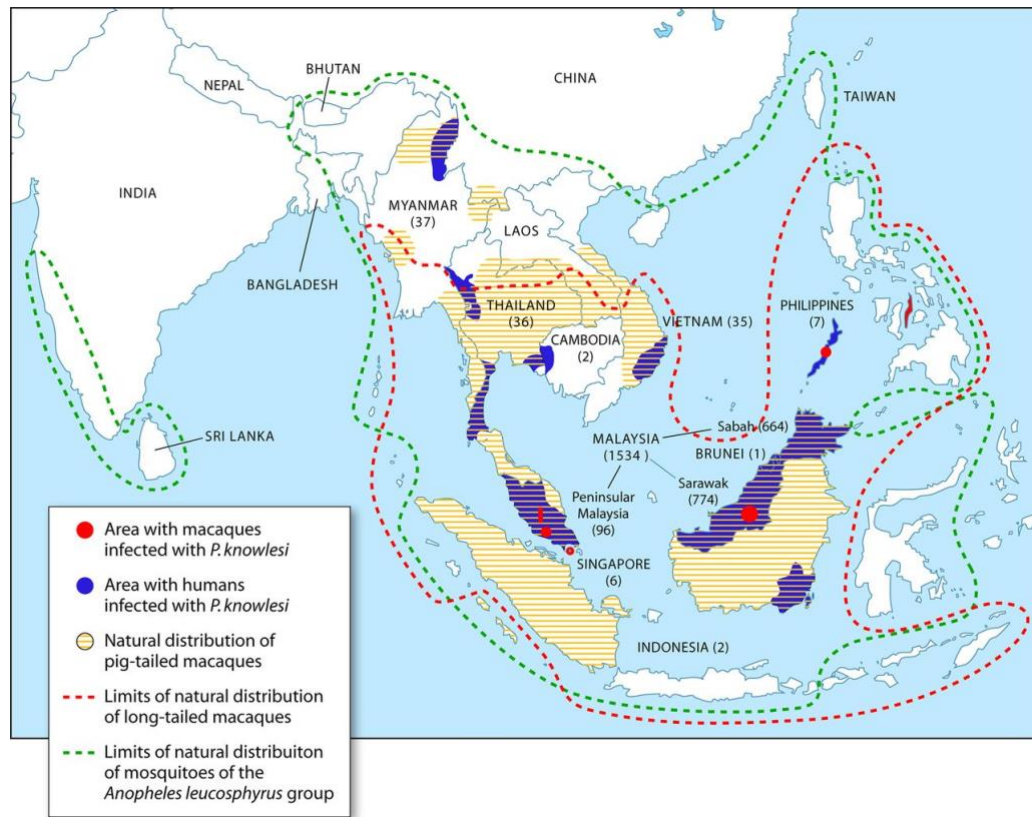 CHINA
BHUTAN
NEPAL
TAIWAN
INDIA
MYANMAR
(37)
LAOS
BANGLADESH
THAILAND
(36)
VIETNAM (35)
PHILIPPINES
(7)
CAMBODIA
(2)
SRI LANKA
MALAYSIA
(1534 )
Sabah (664)
BRUNEI (1)
Sarawak
(774)
Peninsular
Malaysia
(96)
SINGAPORE
(6)
INDONESIA (2)
Area with macaques
infected with P.knowlesi
Area with humans
infected with P.knowlesi
Natural distribution of
pig-tailed macaques
Limits of natural distribution
of long-tailed macaques
Limits of natural distribuiton
of mosquitoes of the
Anopheles leucosphyrus group